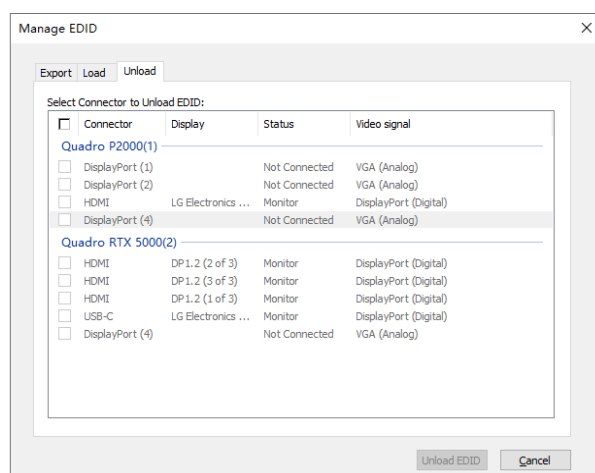 Manage EDID
Export Load Unload
Select Connector to Unload EDID:
Connector Display Status Video signal
Quadro P2000(1)
DisplayPort (1) Not Connected VGA (Analog)
DisplayPort (2) Not Connected VGA (Analog)
HDMI LG Electronics ... Monitor DisplayPort (Digital)
DisplayPort (4) Not Connected VGA (Analog)
Quadro RTX 5000(2)
HDMI DP1.2 (2 of 3) Monitor DisplayPort (Digital)
HDMI DP1.2 (3 of 3) Monitor DisplayPort (Digital)
HDMI DP1.2 (1 of 3) Monitor DisplayPort (Digital)
USB-C LG Electronics ... Monitor DisplayPort (Digital)
DisplayPort (4) Not Connected VGA (Analog)
Unload EDID Cancel